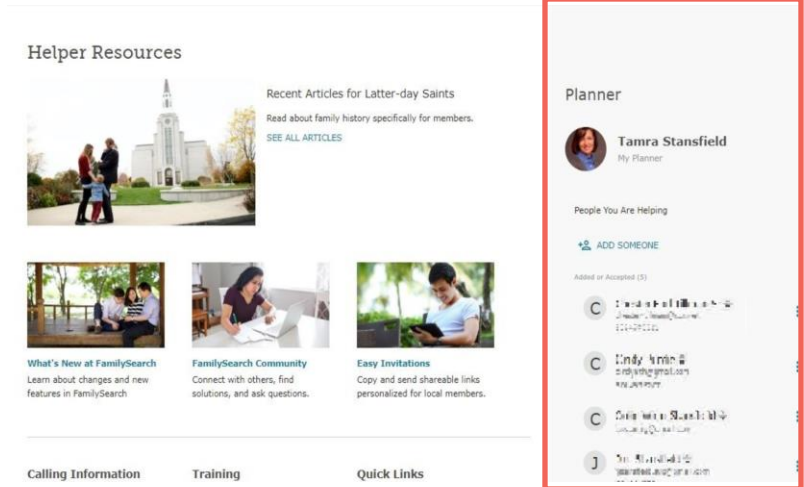 Helper Resources
Recent Articles for Latter-day Saints
Read about family history specifically for members.
SEE ALL ARTICLES
What's New at FamilySearch
Learn about changes and new
features in FamilySearch
FamilySearch Community
Connect with others, find
solutions, and ask questions.
Easy Invitations
Copy and send shareable links
personalized for local members.
Calling Information
Training
Quick Links
Planner
Tamra Stansfield
My Planner
People You Are Helping
ADD SOMEONE
Added or Accepted (5)
C
C
C
J